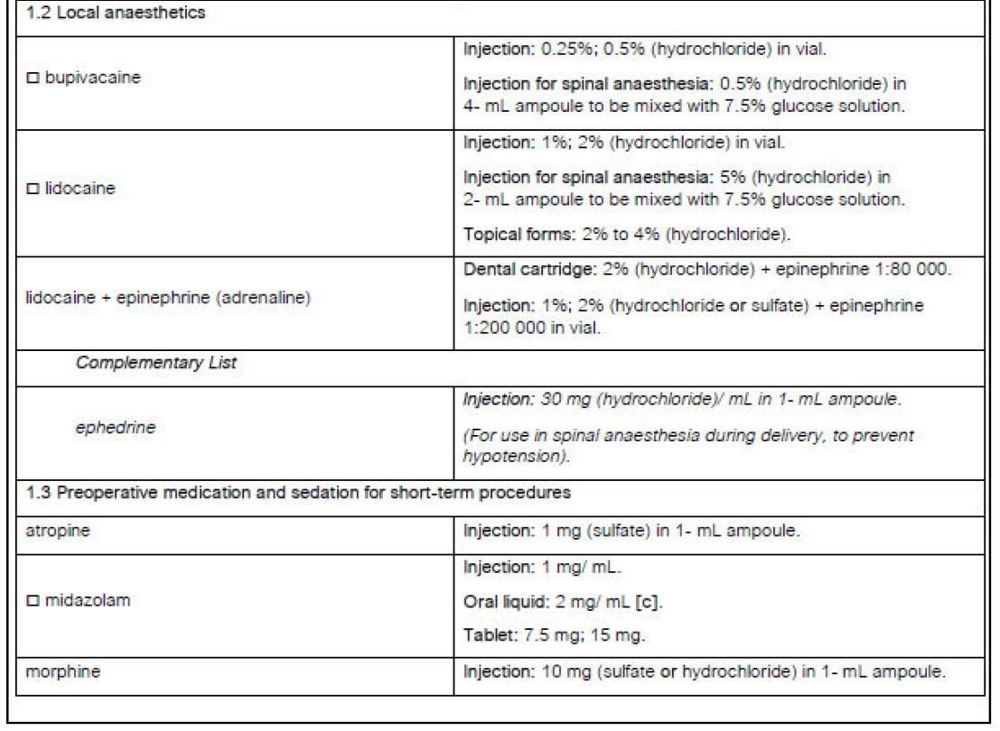 1.2 Local anaesthetics
□ bupivacaine
Injection: 0.25%; 0.5% (hydrochloride) in vial.
Injection for spinal anaesthesia: 0.5% (hydrochloride) in
4- mL ampoule to be mixed with 7.5% glucose solution.
□ lidocaine
Injection: 1%; 2% (hydrochloride) in vial.
Injection for spinal anaesthesia: 5% (hydrochloride) in
2- mL ampoule to be mixed with 7.5% glucose solution.
Topical forms: 2% to 4% (hydrochloride).
lidocaine + epinephrine (adrenaline)
Dental cartridge: 2% (hydrochloride) + epinephrine 1:80 000.
Injection: 1%; 2% (hydrochloride or sulfate) + epinephrine
1:200 000 in vial.
Complementary List
ephedrine
Injection: 30 mg (hydrochloride)/ mL in 1- mL ampoule.
(For use in spinal anaesthesia during delivery, to prevent
hypotension).
1.3 Preoperative medication and sedation for short-term procedures
atropine
Injection: 1 mg (sulfate) in 1- mL ampoule.
□ midazolam
Injection: 1 mg/ mL.
Oral liquid: 2 mg/ mL [c].
Tablet: 7.5 mg; 15 mg.
morphine
Injection: 10 mg (sulfate or hydrochloride) in 1- mL ampoule.